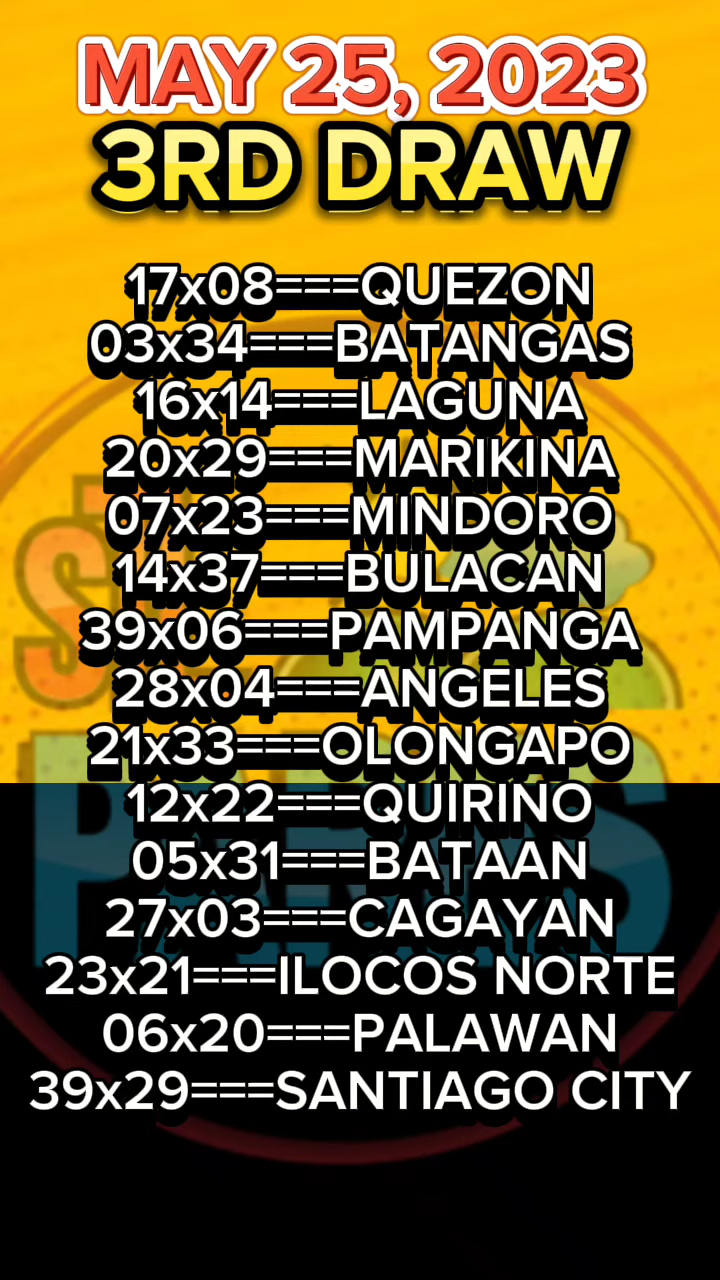 MAY 25, 2023
3RD DRAW
17x08===QUEZON
03x34===BATANGAS
16x14===LAGUNA
20x29===MARIKINA
07x23===MINDORO
14x37===BULACAN
39x06===PAMPANGA
28x04===ANGELES
21x33===OLONGAPO
12x22===QUIRINO
05x31===BATAAN
27x03===CAGAYAN
23x21===ILOCOS NORTE
06x20===PALAWAN
39x29===SANTIAGO CITY